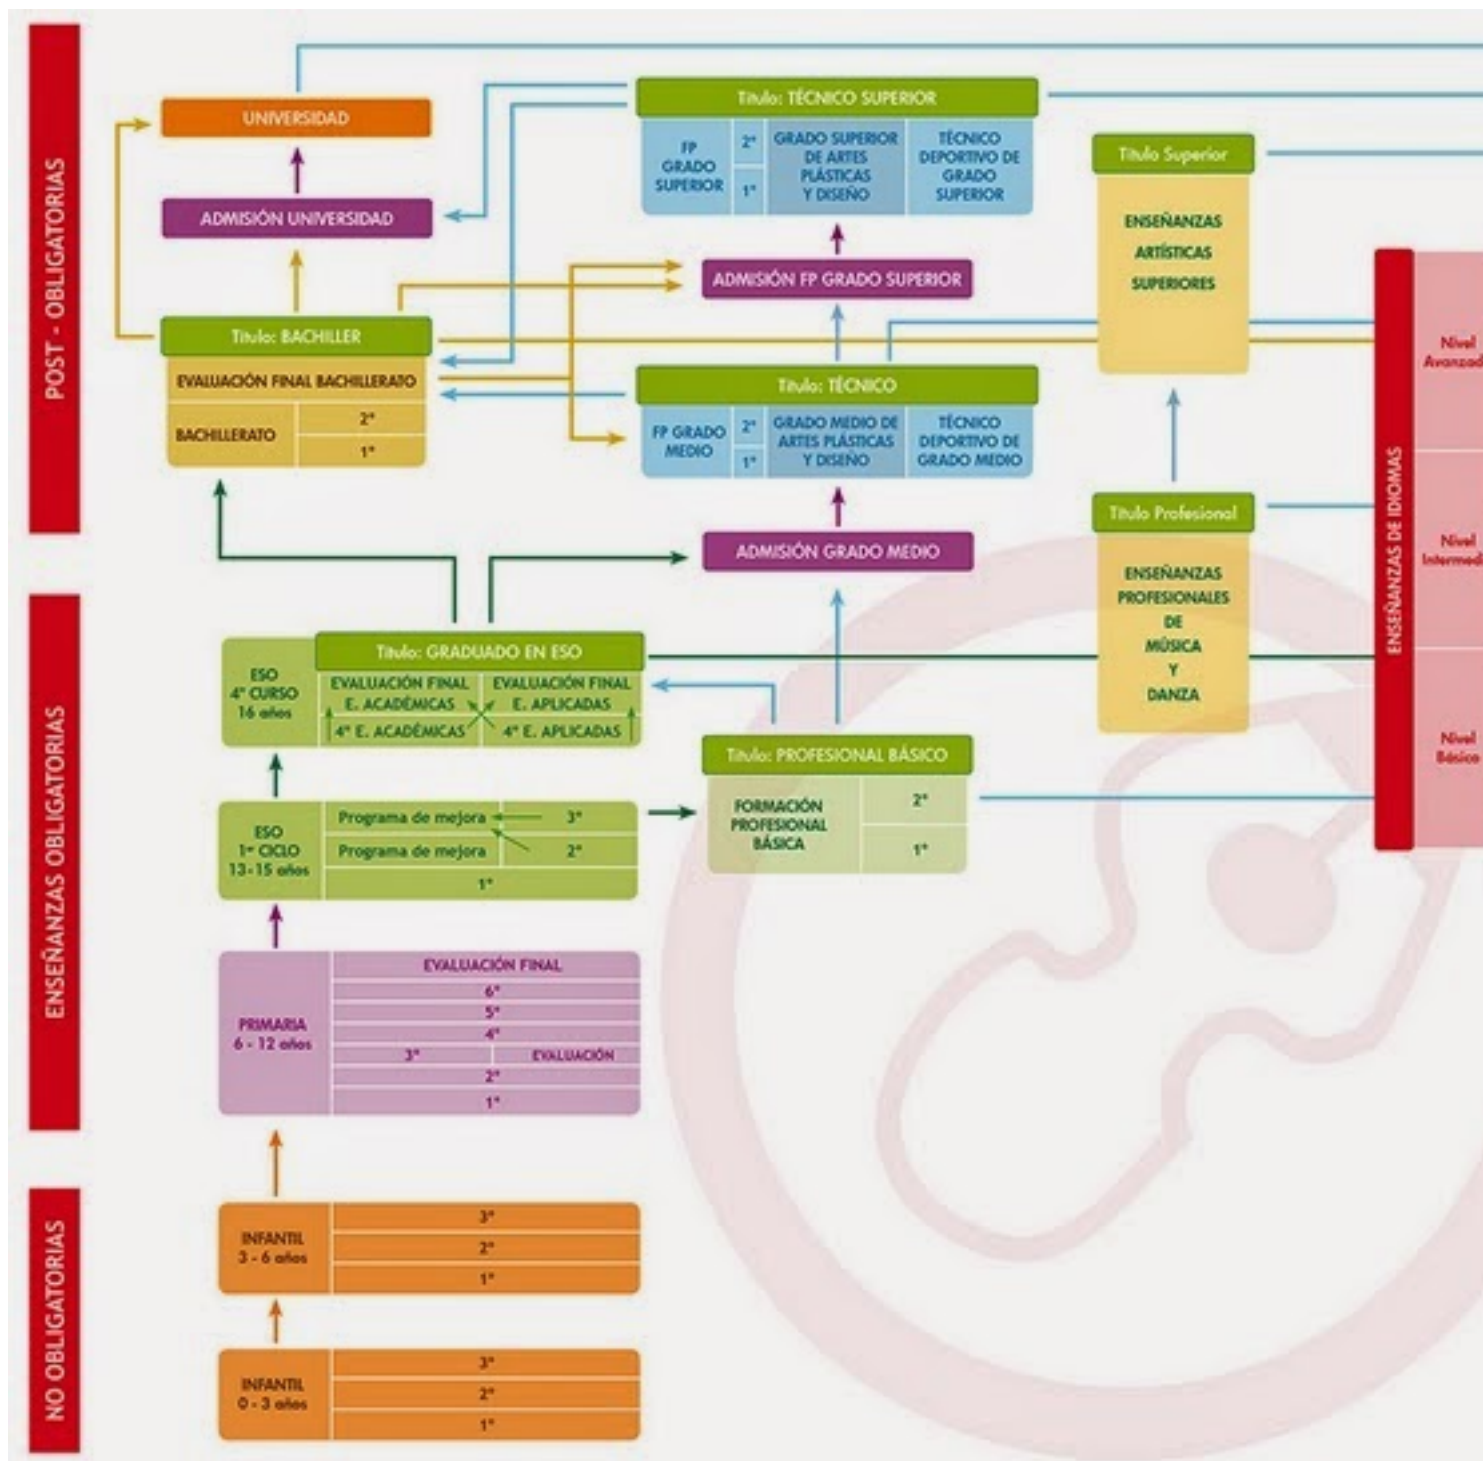 POST - OBLIGATORIAS
UNIVERSIDAD
ADMISIÓN UNIVERSIDAD
Título: BACHILLER
EVALUACIÓN FINAL BACHILLERATO
BACHILLERATO
2º
1º
Título: TÉCNICO SUPERIOR
FP
GRADO
SUPERIOR
2º
1º
GRADO SUPERIOR
DE ARTES
PLÁSTICAS
Y DISEÑO
TÉCNICO
DEPORTIVO DE
GRADO
SUPERIOR
ADMISIÓN FP GRADO SUPERIOR
Título: TÉCNICO
FP GRADO
MEDIO
2º
1º
GRADO MEDIO DE
ARTES PLÁSTICAS
Y DISEÑO
TÉCNICO
DEPORTIVO DE
GRADO MEDIO
ADMISIÓN GRADO MEDIO
Título Superior
ENSEÑANZAS
ARTÍSTICAS
SUPERIORES
Título Profesional
ENSEÑANZAS
PROFESIONALES
DE
MÚSICA
Y
DANZA
ENSEÑANZAS DE IDIOMAS
Nivel
Avanzad
Nivel
Intermedi
Nivel
Básico
ENSEÑANZAS OBLIGATORIAS
ESO
4º CURSO
16 años
Título: GRADUADO EN ESO
EVALUACIÓN FINAL
E. ACADÉMICAS
EVALUACIÓN FINAL
E. APLICADAS
4º E. ACADÉMICAS
4º E. APLICADAS
ESO
1er CICLO
13-15 años
Programa de mejora
3º
Programa de mejora
2º
1º
Título: PROFESIONAL BÁSICO
FORMACIÓN
PROFESIONAL
BÁSICA
2º
1º
PRIMARIA
6 - 12 años
EVALUACIÓN FINAL
6º
5º
4º
3º
EVALUACIÓN
2º
1º
NO OBLIGATORIAS
INFANTIL
3 - 6 años
3º
2º
1º
INFANTIL
0 - 3 años
3º
2º
1º